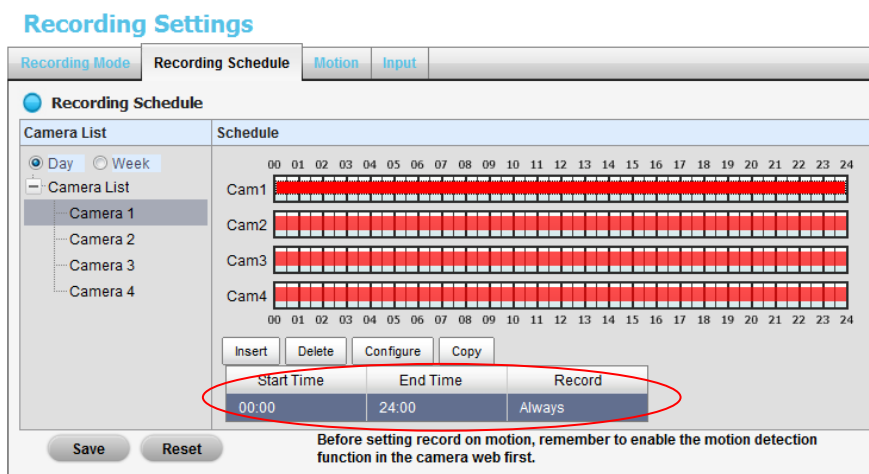 Recording Settings
Recording Mode Recording Schedule Motion Input
Recording Schedule
Camera List Schedule
Day Week
Camera List
Camera 1
Camera 2
Camera 3
Camera 4
00 01 02 03 04 05 06 07 08 09 10 11 12 13 14 15 16 17 18 19 20 21 22 23 24
Cam1
Cam2
Cam3
Cam4
00 01 02 03 04 05 06 07 08 09 10 11 12 13 14 15 16 17 18 19 20 21 22 23 24
Insert Delete Configure Copy
Start Time End Time Record
00:00 24:00 Always
Save Reset
Before setting record on motion, remember to enable the motion detection
function in the camera web first.